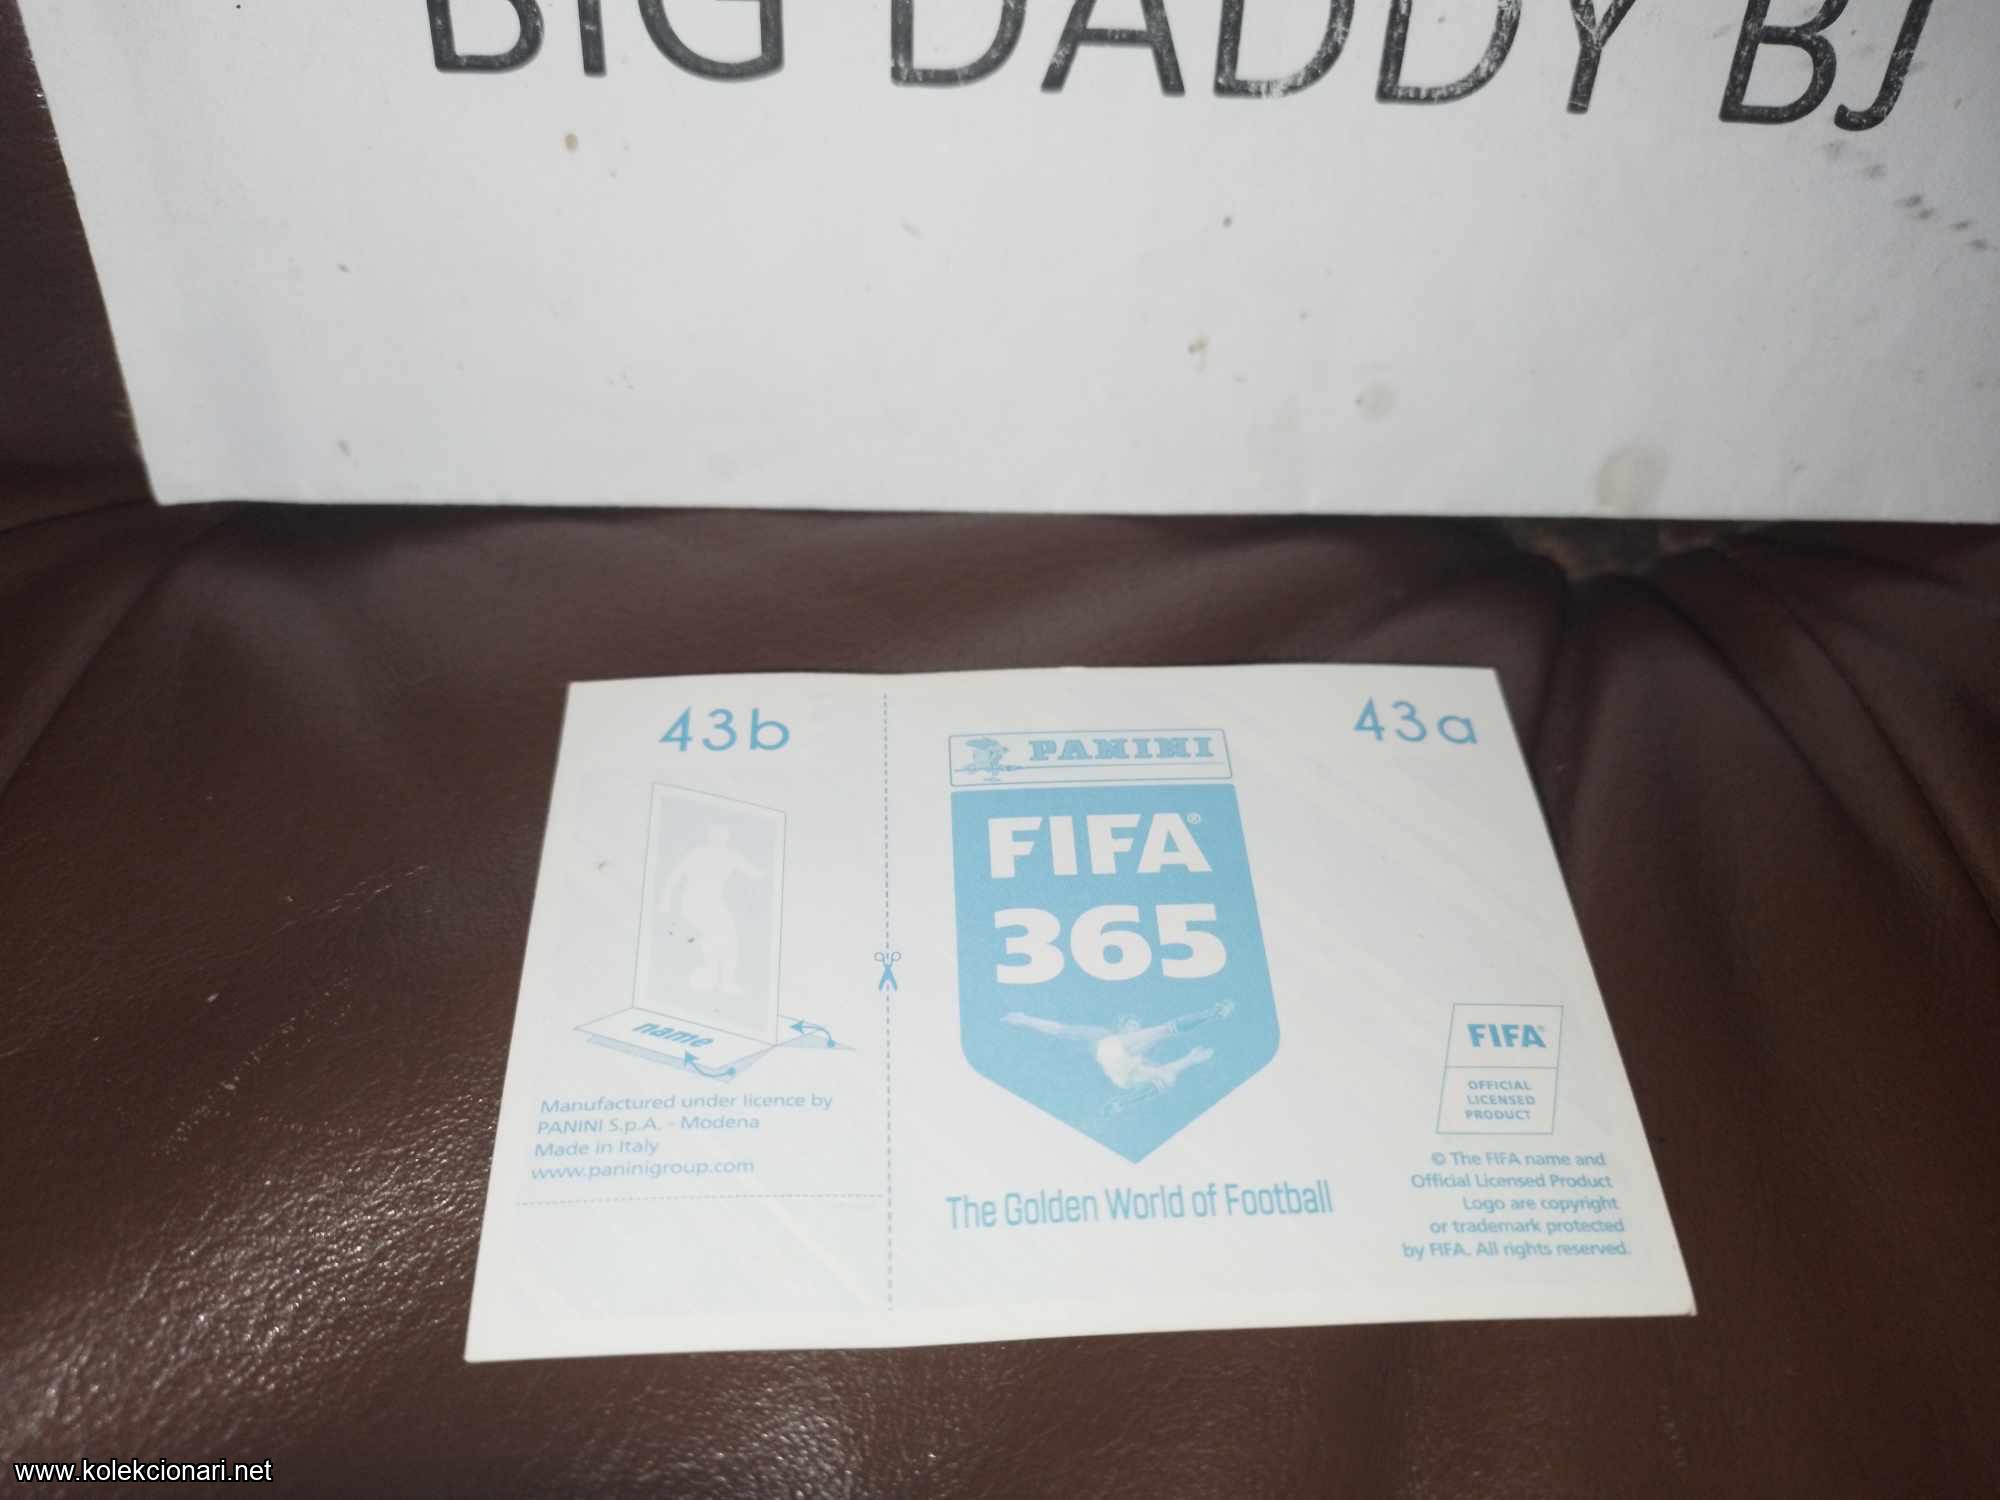 BIG DADDY BJ
43b
43a
PANINI
FIFA®
365
name
Manufactured under licence by
PANINI S.p.A. - Modena
Made in Italy
www.paninigroup.com
The Golden World of Football
FIFA®
OFFICIAL
LICENSED
PRODUCT
© The FIFA name and
Official Licensed Product
Logo are copyright
or trademark protected
by FIFA. All rights reserved.
www.kolekcionari.net